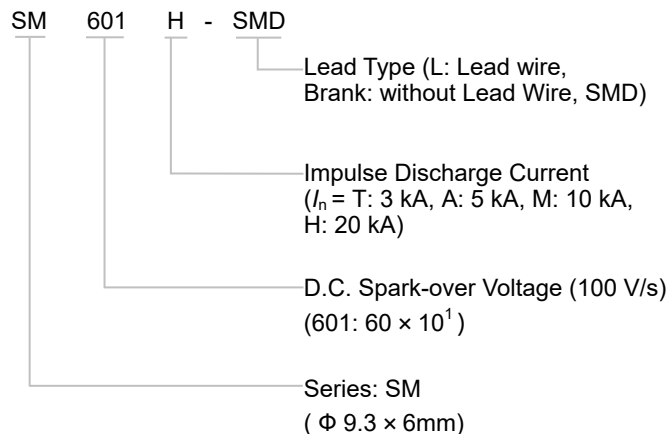 SM 601 H - SMD
Lead Type (L: Lead wire,
Brank: without Lead Wire, SMD)
Impulse Discharge Current
(Iₙ = T: 3 kA, A: 5 kA, M: 10 kA,
H: 20 kA)
D.C. Spark-over Voltage (100 V/s)
(601: 60 × 10¹ )
Series: SM
( Φ 9.3 × 6mm)